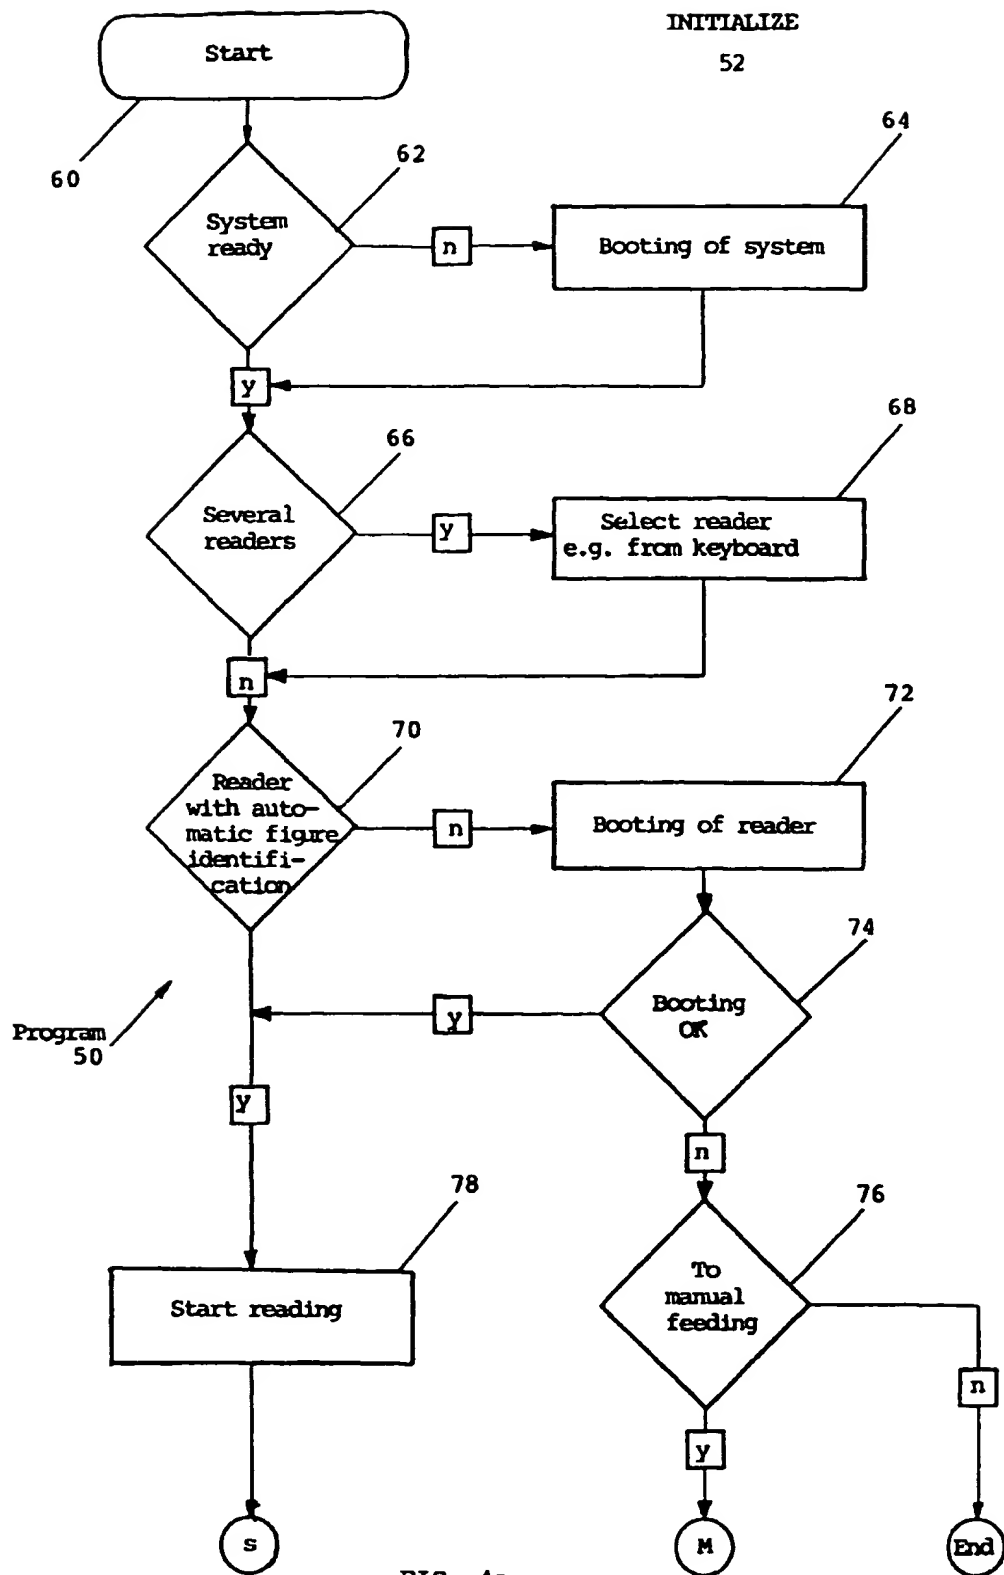 INITIALIZE
52
Start
60
62
System
ready
n
64
Booting of system
y
66
Several
readers
y
68
Select reader
e.g. from keyboard
n
70
Reader
with auto-
matic figure
identifi-
cation
n
72
Booting of reader
74
Booting
OK
y
Program
50
y
n
78
Start reading
76
To
manual
feeding
n
y
s
M
End